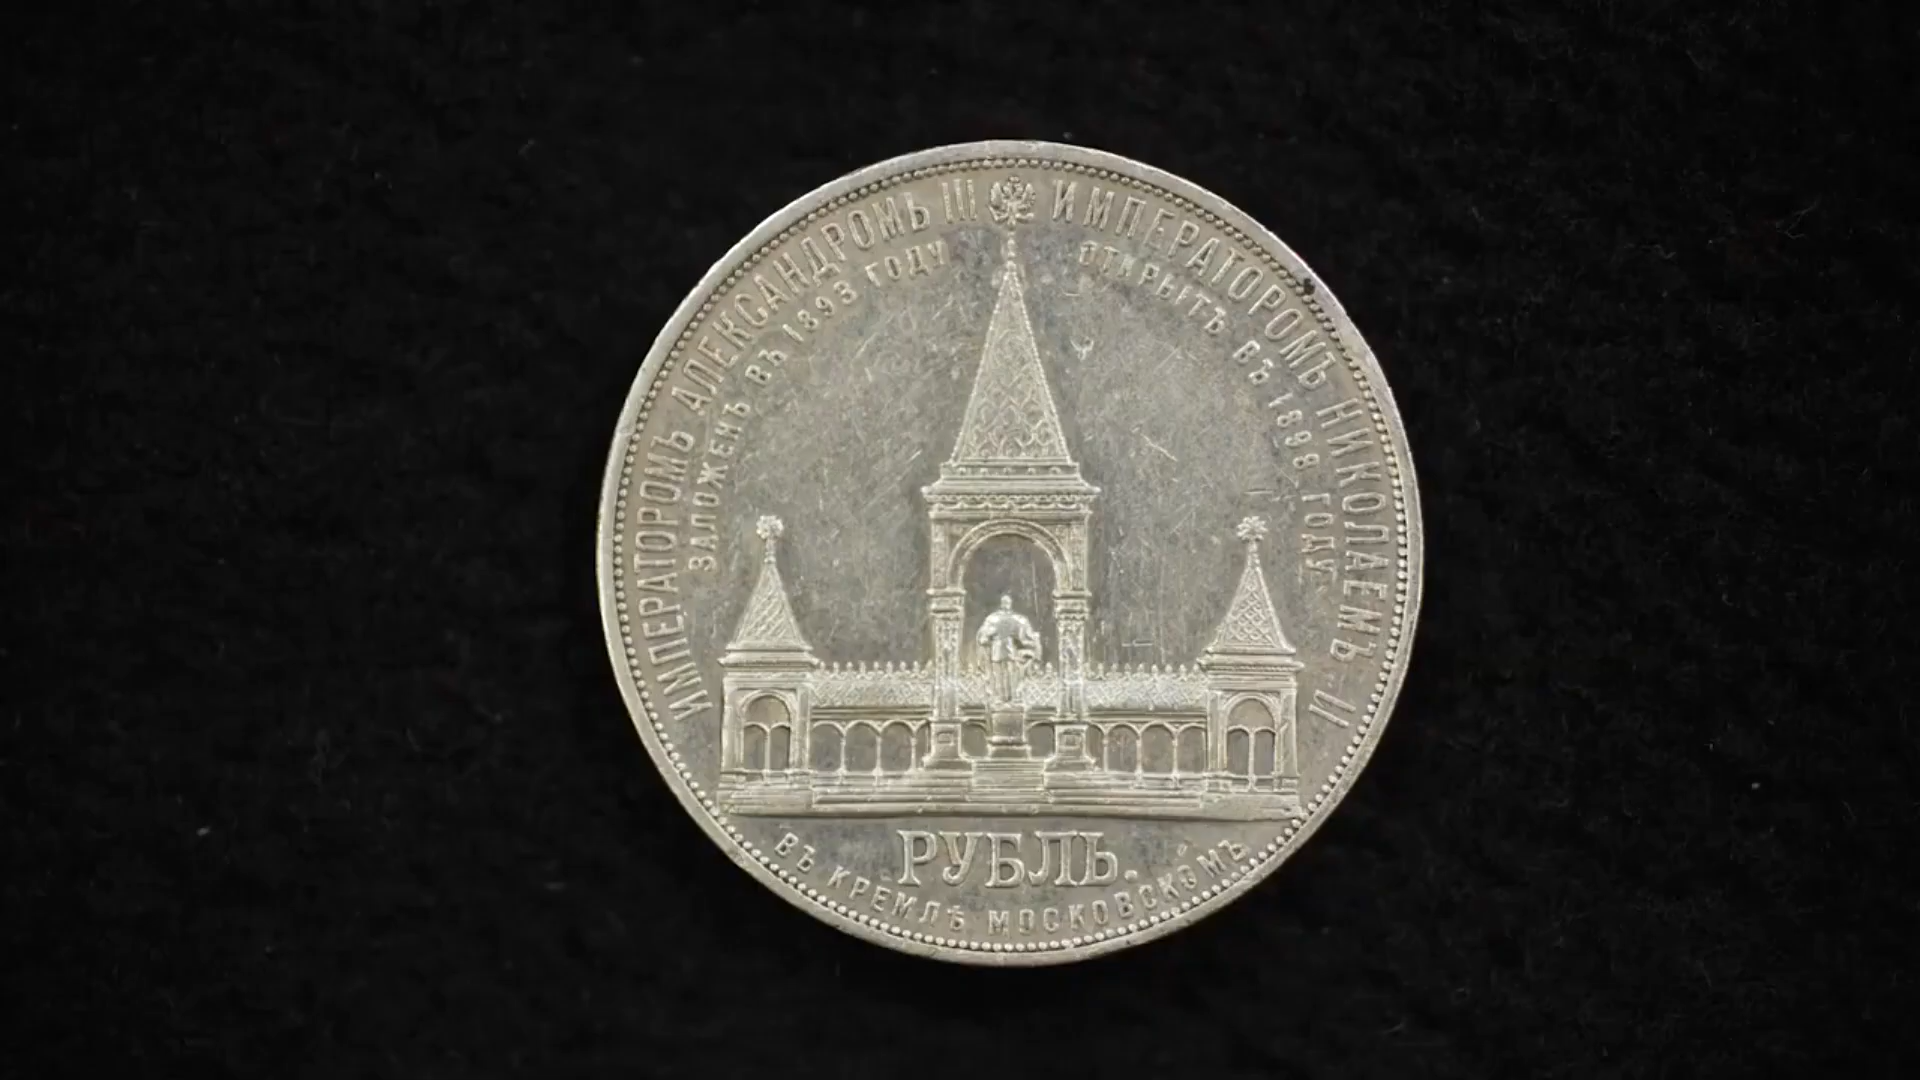 ИМПЕРАТОРОМЪ АЛЕКСАНДРОМЪ III ИМПЕРАТОРОМЪ НИКОЛАЕМЪ II
ЗАЛОЖЕНЪ ВЪ 1893 ГОДУ
ОТКРЫТЪ ВЪ 1898 ГОДУ
РУБЛЬ.
ВЪ КРЕМЛѢ МОСКОВСКОМЪ